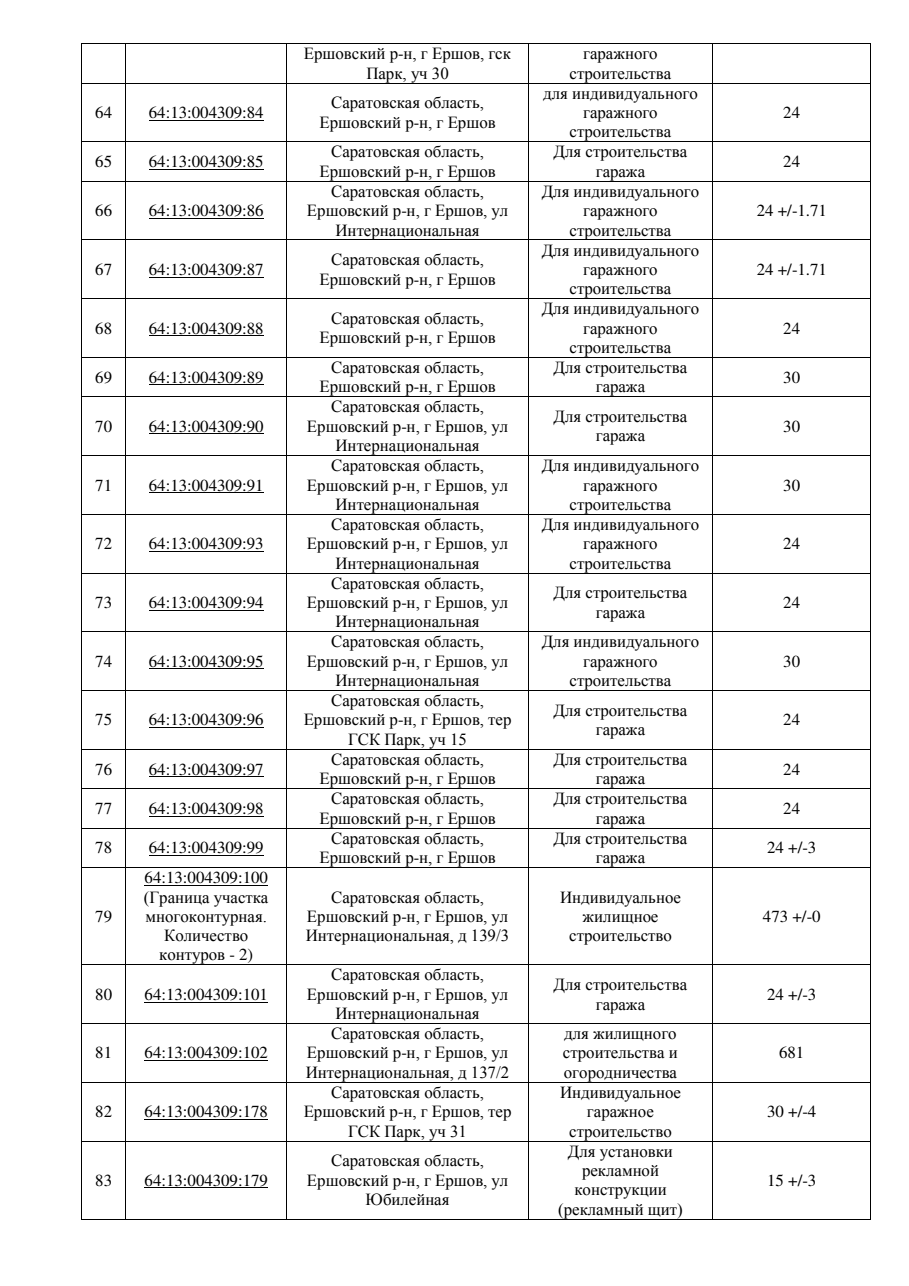 Ершовский р-н, г Ершов, гск
Парк, уч 30
гаражного
строительства
64
64:13:004309:84
Саратовская область,
Ершовский р-н, г Ершов
для индивидуального
гаражного
строительства
24
65
64:13:004309:85
Саратовская область,
Ершовский р-н, г Ершов
Для строительства
гаража
24
66
64:13:004309:86
Саратовская область,
Ершовский р-н, г Ершов, ул
Интернациональная
Для индивидуального
гаражного
строительства
24 +/-1.71
67
64:13:004309:87
Саратовская область,
Ершовский р-н, г Ершов
Для индивидуального
гаражного
строительства
24 +/-1.71
68
64:13:004309:88
Саратовская область,
Ершовский р-н, г Ершов
Для индивидуального
гаражного
строительства
24
69
64:13:004309:89
Саратовская область,
Ершовский р-н, г Ершов
Для строительства
гаража
30
70
64:13:004309:90
Саратовская область,
Ершовский р-н, г Ершов, ул
Интернациональная
Для строительства
гаража
30
71
64:13:004309:91
Саратовская область,
Ершовский р-н, г Ершов, ул
Интернациональная
Для индивидуального
гаражного
строительства
30
72
64:13:004309:93
Саратовская область,
Ершовский р-н, г Ершов, ул
Интернациональная
Для индивидуального
гаражного
строительства
24
73
64:13:004309:94
Саратовская область,
Ершовский р-н, г Ершов, ул
Интернациональная
Для строительства
гаража
24
74
64:13:004309:95
Саратовская область,
Ершовский р-н, г Ершов, ул
Интернациональная
Для индивидуального
гаражного
строительства
30
75
64:13:004309:96
Саратовская область,
Ершовский р-н, г Ершов, тер
ГСК Парк, уч 15
Для строительства
гаража
24
76
64:13:004309:97
Саратовская область,
Ершовский р-н, г Ершов
Для строительства
гаража
24
77
64:13:004309:98
Саратовская область,
Ершовский р-н, г Ершов
Для строительства
гаража
24
78
64:13:004309:99
Саратовская область,
Ершовский р-н, г Ершов
Для строительства
гаража
24 +/-3
79
64:13:004309:100
(Граница участка
многоконтурная.
Количество
контуров - 2)
Саратовская область,
Ершовский р-н, г Ершов, ул
Интернациональная, д 139/3
Индивидуальное
жилищное
строительство
473 +/-0
80
64:13:004309:101
Саратовская область,
Ершовский р-н, г Ершов, ул
Интернациональная
Для строительства
гаража
24 +/-3
81
64:13:004309:102
Саратовская область,
Ершовский р-н, г Ершов, ул
Интернациональная, д 137/2
для жилищного
строительства и
огородничества
681
82
64:13:004309:178
Саратовская область,
Ершовский р-н, г Ершов, тер
ГСК Парк, уч 31
Индивидуальное
гаражное
строительство
30 +/-4
83
64:13:004309:179
Саратовская область,
Ершовский р-н, г Ершов, ул
Юбилейная
Для установки
рекламной
конструкции
(рекламный щит)
15 +/-3